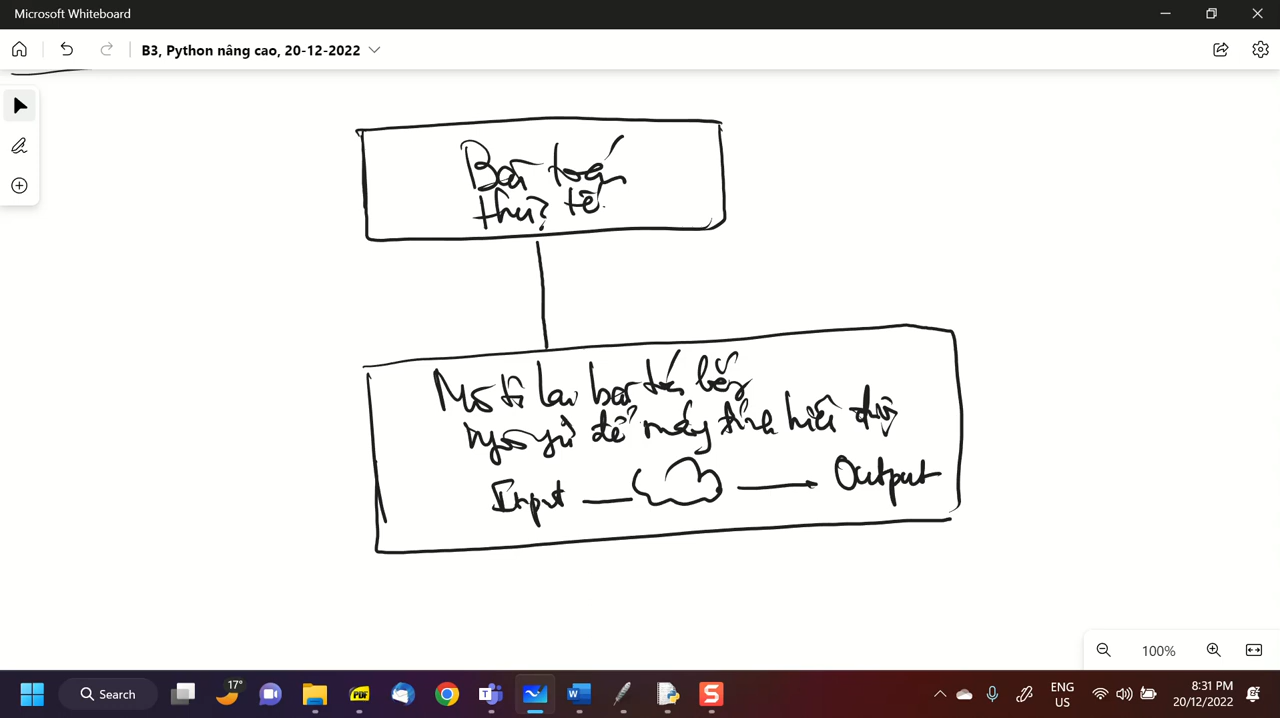 Microsoft Whiteboard
B3, Python nâng cao, 20-12-2022
Bài toán
thực tế.
Mô tả lại bài toán bằng
ngôn ngữ để máy tính hiểu được
Input
Output
100%
Search
17°
ENG
US
8:31 PM
20/12/2022